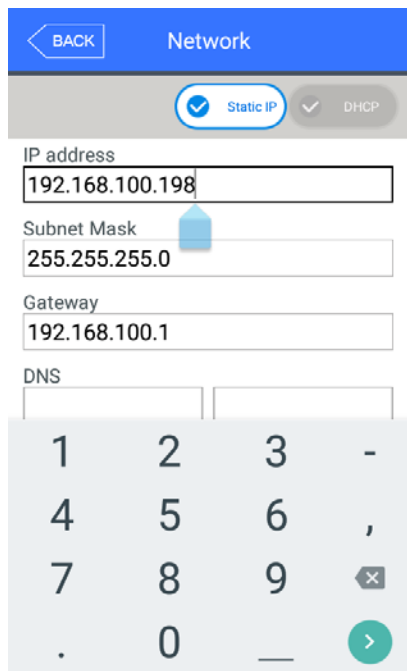 BACK Network
Static IP DHCP
IP address
192.168.100.198
Subnet Mask
255.255.255.0
Gateway
192.168.100.1
DNS
1 2 3 -
4 5 6 ,
7 8 9
. 0 _